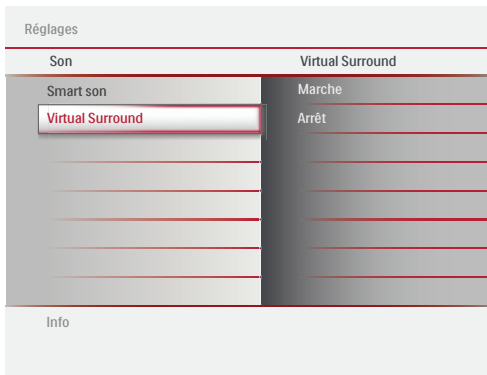 Réglages
Son
Virtual Surround
Smart son
Marche
Virtual Surround
Arrêt
Info